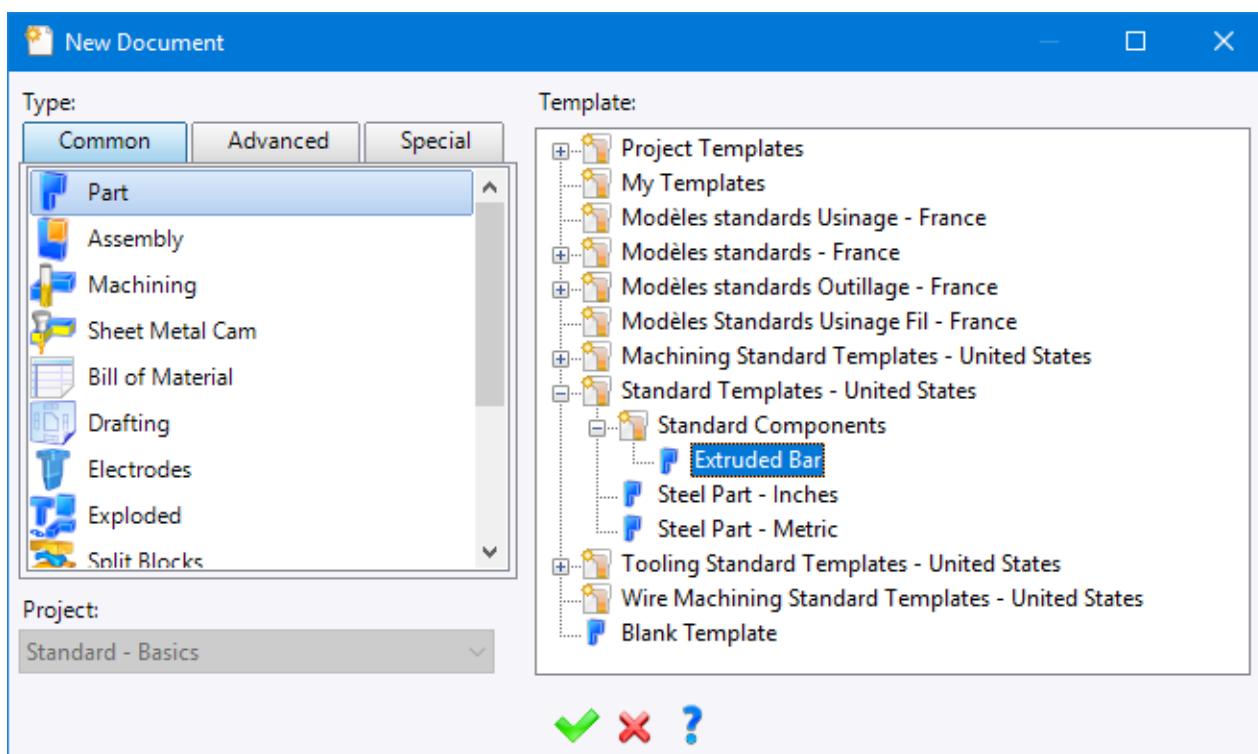 New Document
Type:
Common Advanced Special
Part
Assembly
Machining
Sheet Metal Cam
Bill of Material
Drafting
Electrodes
Exploded
Split Blocks
Project:
Standard - Basics
Template:
Project Templates
My Templates
Modèles standards Usinage - France
Modèles standards - France
Modèles standards Outillage - France
Modèles Standards Usinage Fil - France
Machining Standard Templates - United States
Standard Templates - United States
Standard Components
Extruded Bar
Steel Part - Inches
Steel Part - Metric
Tooling Standard Templates - United States
Wire Machining Standard Templates - United States
Blank Template